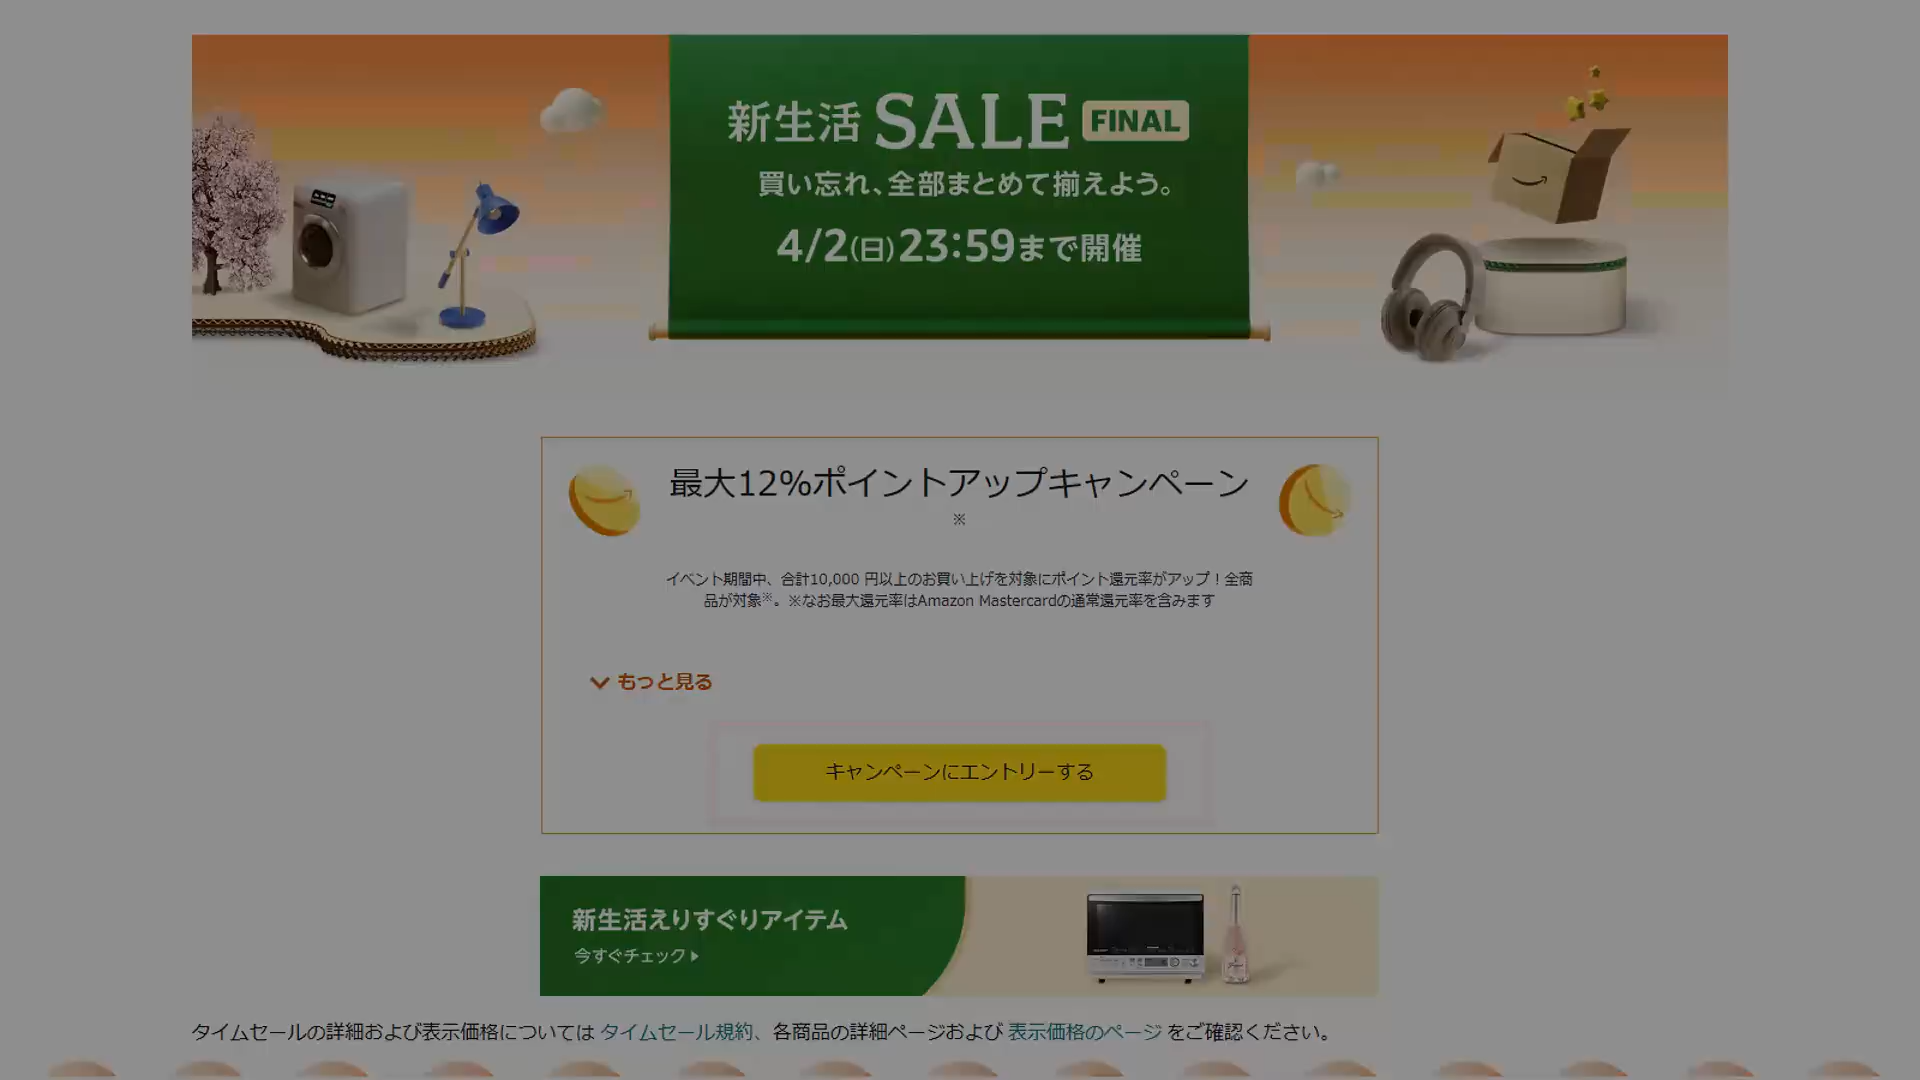 新生活 SALE FINAL
買い忘れ、全部まとめて揃えよう。
4/2(日)23:59まで開催
最大12%ポイントアップキャンペーン
※
イベント期間中、合計10,000 円以上のお買い上げを対象にポイント還元率がアップ！全商
品が対象※。※なお最大還元率はAmazon Mastercardの通常還元率を含みます
もっと見る
キャンペーンにエントリーする
新生活えりすぐりアイテム
今すぐチェック
タイムセールの詳細および表示価格については タイムセール規約、各商品の詳細ページおよび 表示価格のページ をご確認ください。